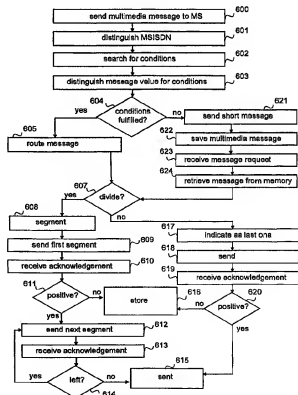 send multimedia message to MS
600
distinguish MSISDN
601
search for conditions
602
distinguish message value for conditions
603
604
conditions
fulfilled?
yes
no
605
route message
send short message
621
622
save multimedia message
623
receive message request
624
retrieve message from memory
607
divide?
yes
no
608
segment
send first segment
609
receive acknowledgement
610
611
positive?
no
yes
store
616
617
indicate as last one
618
send
619
receive acknowledgement
no
positive?
620
yes
send next segment
612
receive acknowledgement
613
yes
left?
no
614
sent
615